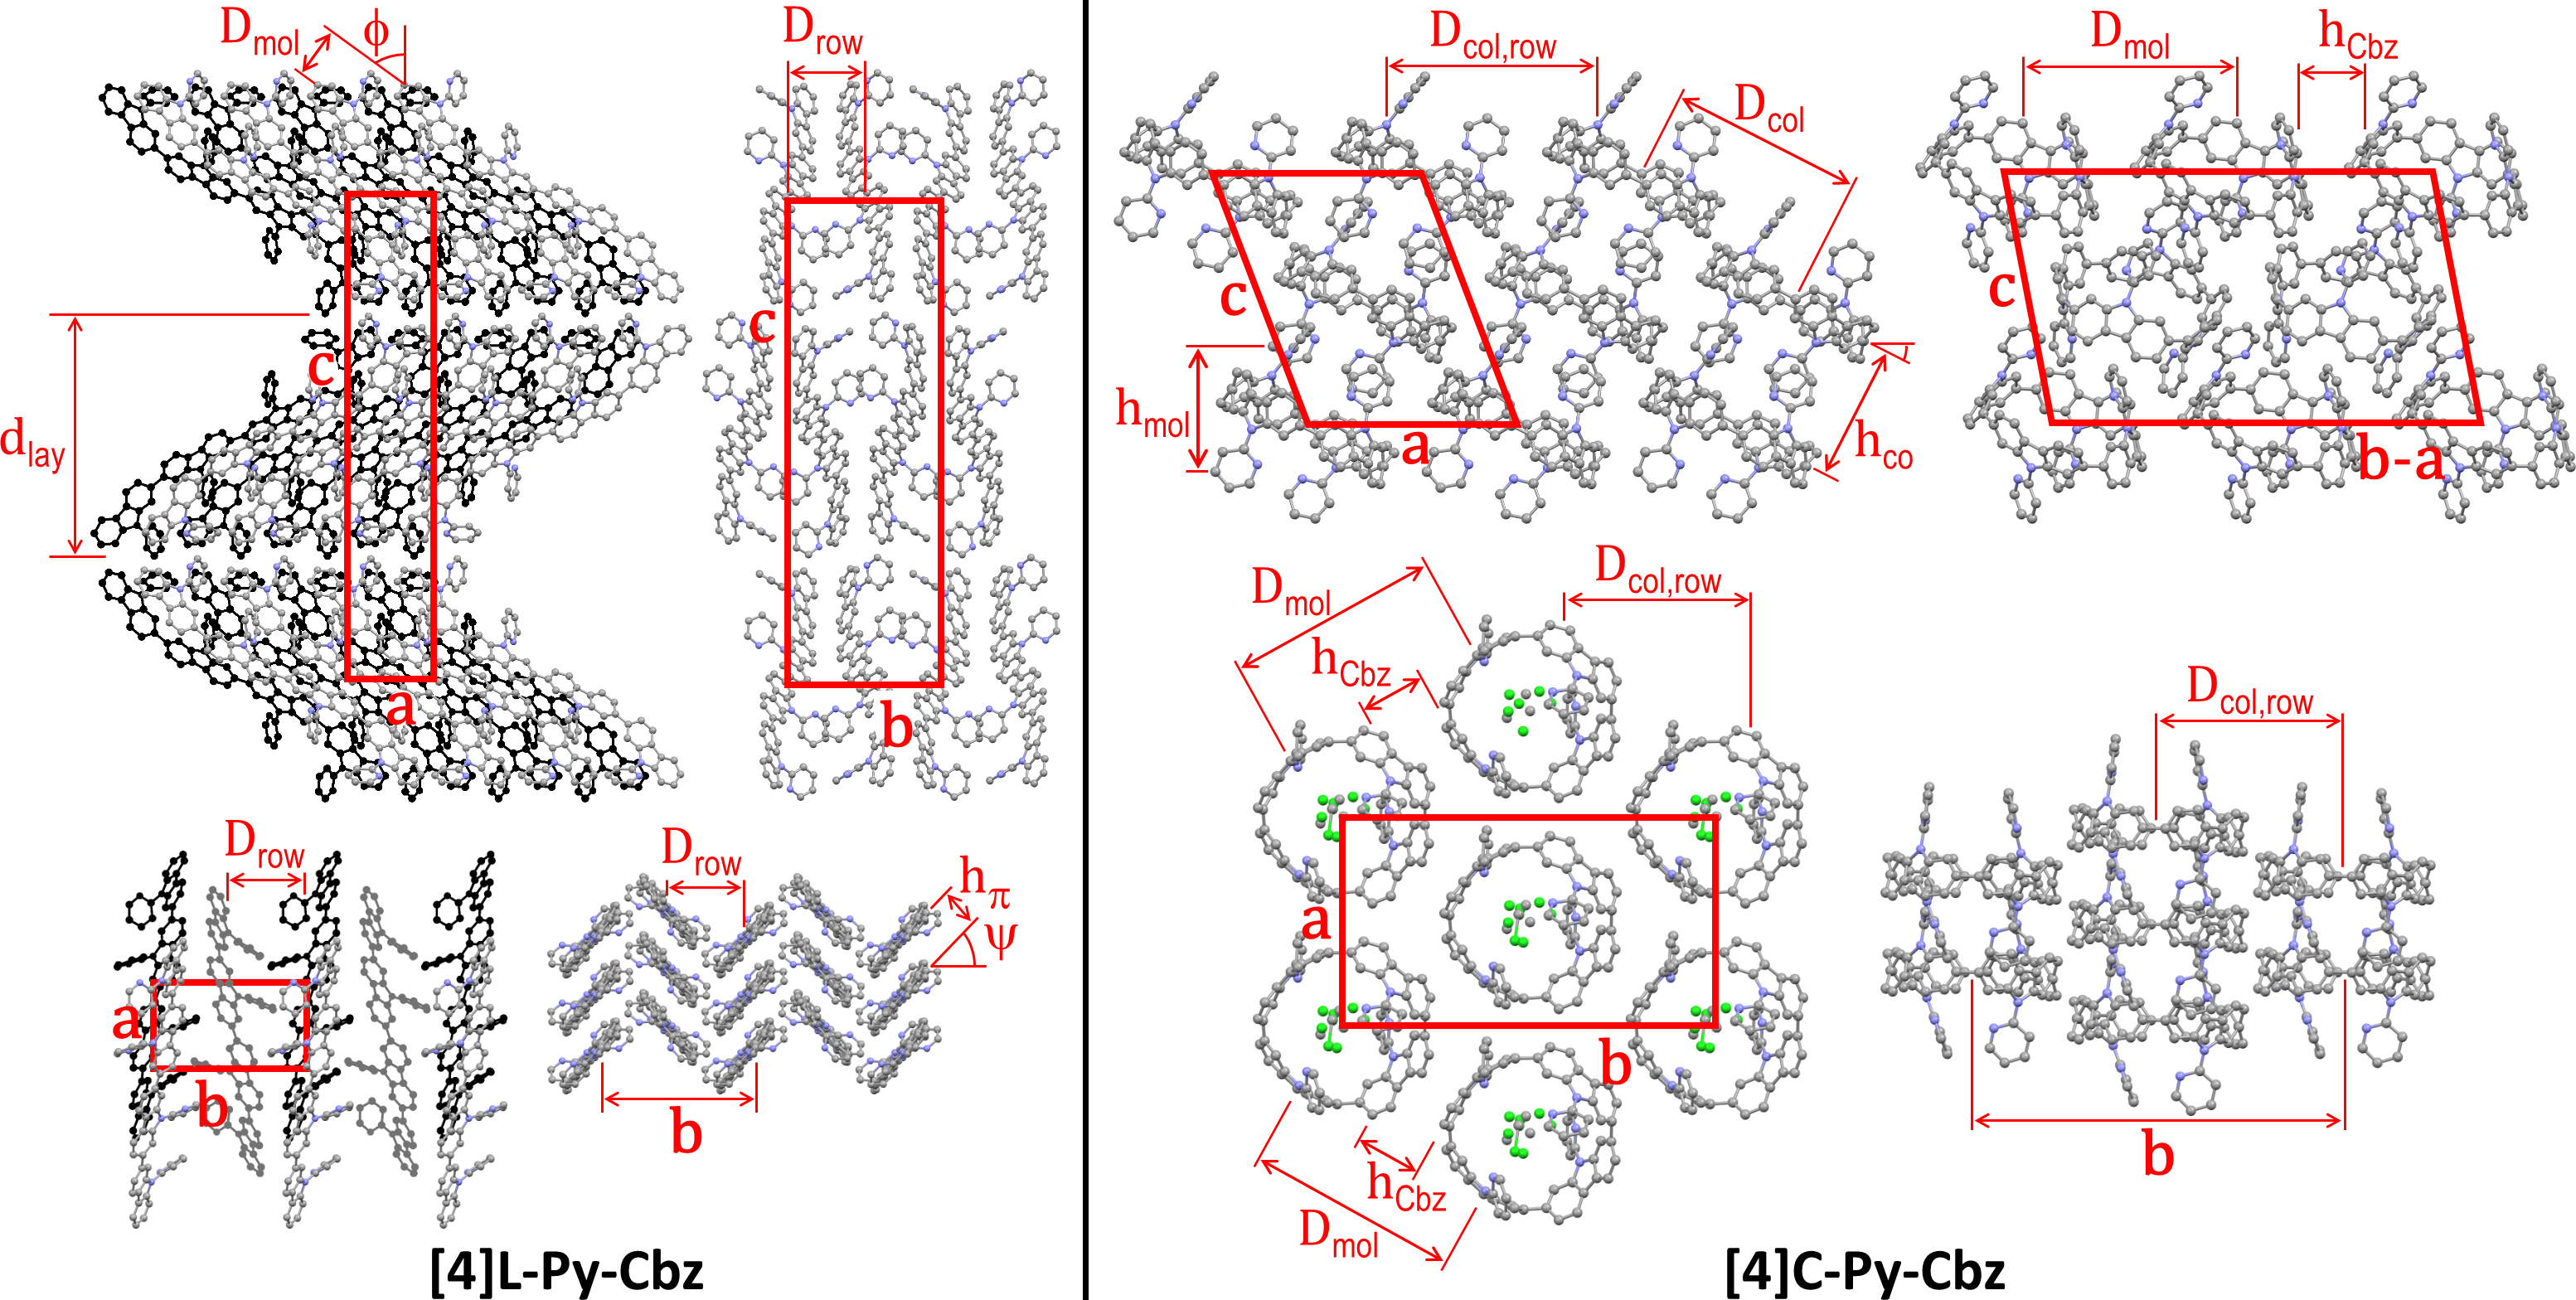 Dmol
ϕ
Drow
c
dlay
c
a
b
Drow
a
b
Drow
hπ
ψ
b
[4]L-Py-Cbz
Dcol,row
Dcol
c
hmol
a
hco
Dmol
hCbz
c
b-a
Dmol
hCbz
Dcol,row
a
b
hCbz
Dmol
Dcol,row
b
[4]C-Py-Cbz